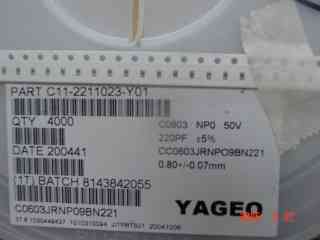 PART C11-2211023-Y01
QTY 4000
C0603 NP0 50V
220PF ±5%
DATE 200441
CC0603JRNPO9BN221
0.80+/-0.07mm
(1T) BATCH 8143842055
CC0603JRNPO9BN221
YAGEO